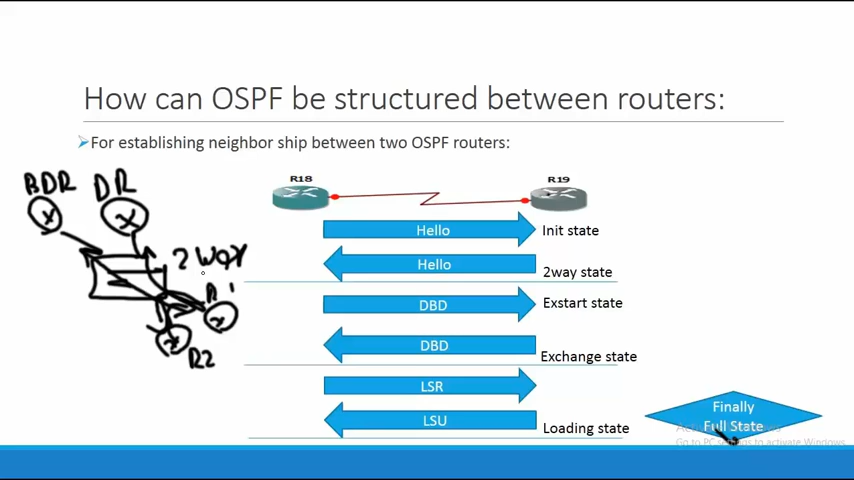 How can OSPF be structured between routers:
For establishing neighbor ship between two OSPF routers:
BDR DR
R18 R19
Hello Init state
2 WAY
Hello 2way state
R1
DBD Exstart state
DBD Exchange state
R2
LSR
Finally
Full State
LSU Loading state
Go to PC settings to activate Windows.